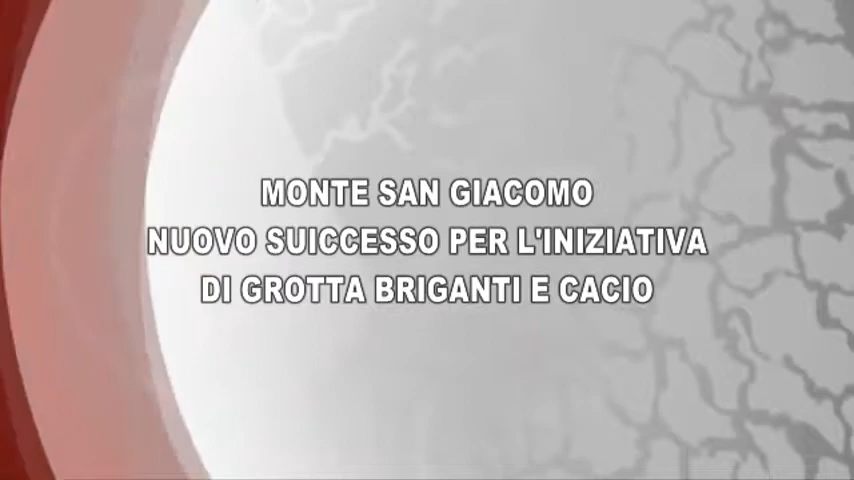 MONTE SAN GIACOMO
NUOVO SUICCESSO PER L'INIZIATIVA
DI GROTTA BRIGANTI E CACIO